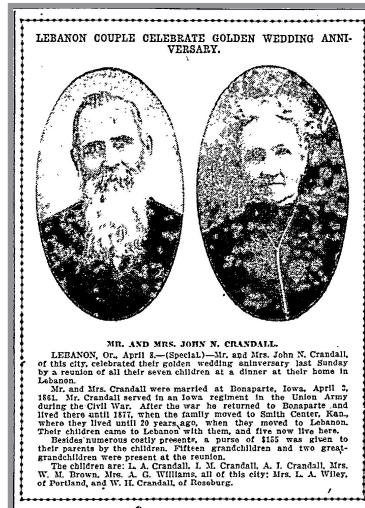 LEBANON COUPLE CELEBRATE GOLDEN WEDDING ANNI-
VERSARY.
MR. AND MRS. JOHN N. CRANDALL.
LEBANON, Or., April 8.—(Special.)—Mr. and Mrs. John N. Crandall,
of this city, celebrated their golden wedding aninversary last Sunday
by a reunion of all their seven children at a dinner at their home in
Lebanon.
Mr. and Mrs. Crandall were married at Bonaparte, Iowa, April 2,
1861. Mr. Crandall served in an Iowa regiment in the Union Army
during the Civil War. After the war he returned to Bonaparte and
lived there until 1877, when the family moved to Smith Center, Kan.,
where they lived until 20 years ago, when they moved to Lebanon.
Their children came to Lebanon with them, and five now live here.
Besides numerous costly presents, a purse of $155 was given to
their parents by the children. Fifteen grandchildren and two great-
grandchildren were present at the reunion.
The children are: L. A. Crandall, I. M. Crandall, A. I. Crandall, Mrs.
W. M. Brown, Mrs. A. G. Williams, all of this city; Mrs. L. A. Wiley,
of Portland, and W. H. Crandall, of Roseburg.